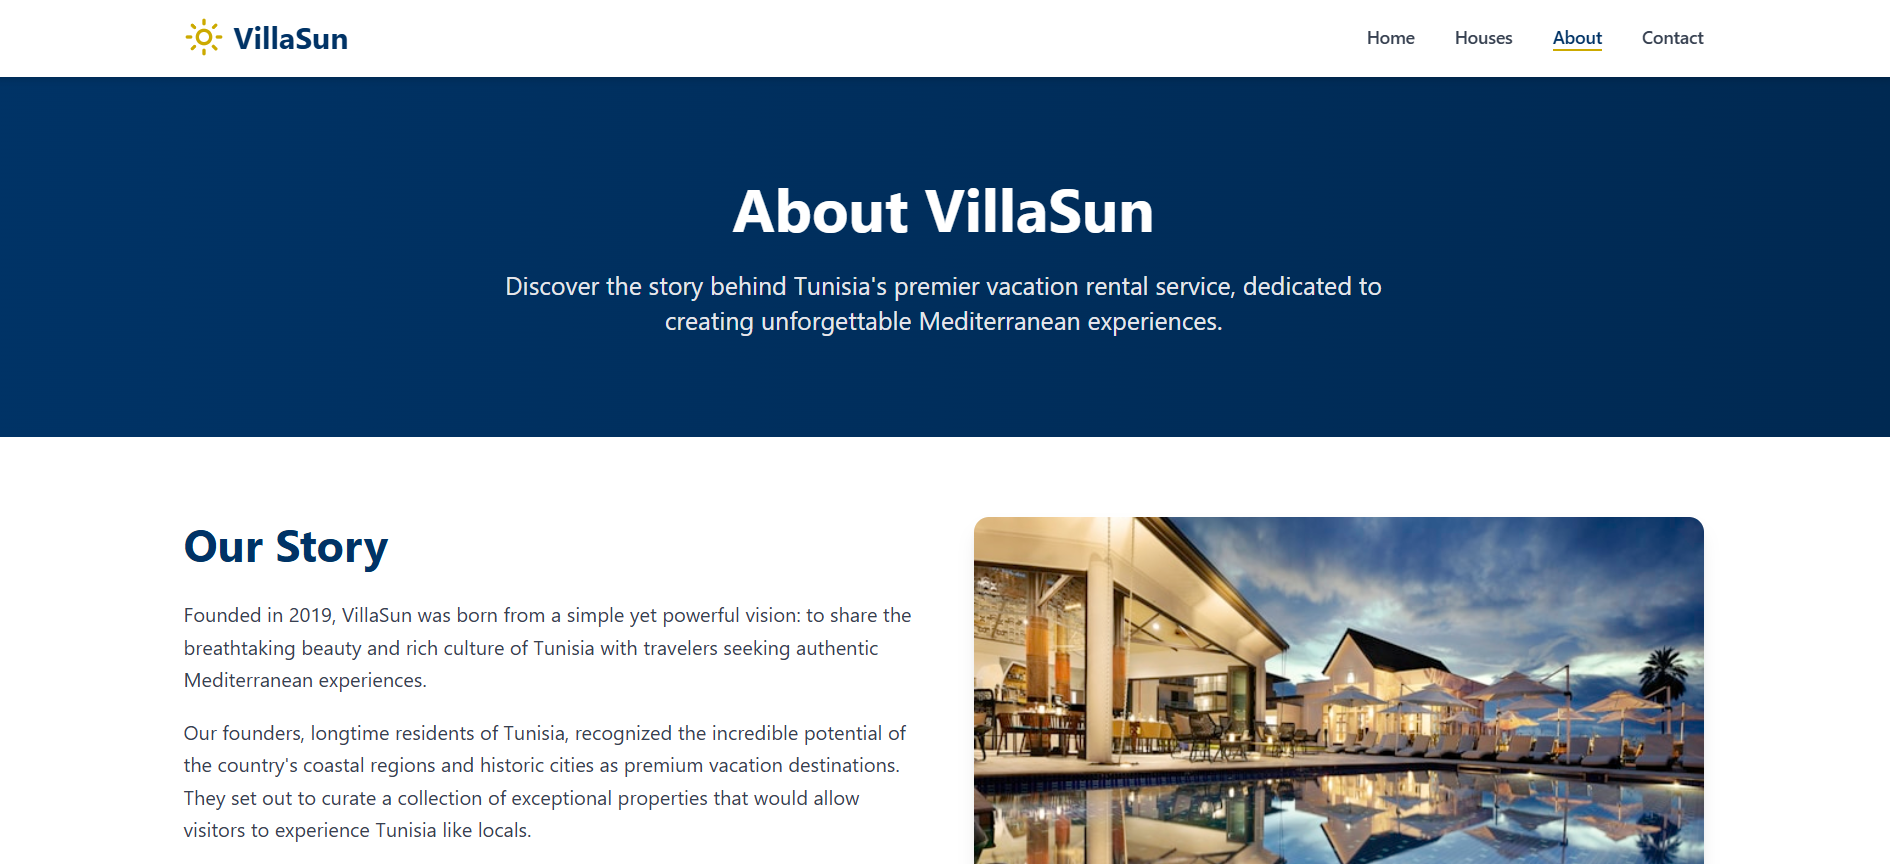 VillaSun
Home Houses About Contact
About VillaSun
Discover the story behind Tunisia's premier vacation rental service, dedicated to
creating unforgettable Mediterranean experiences.
Our Story
Founded in 2019, VillaSun was born from a simple yet powerful vision: to share the
breathtaking beauty and rich culture of Tunisia with travelers seeking authentic
Mediterranean experiences.
Our founders, longtime residents of Tunisia, recognized the incredible potential of
the country's coastal regions and historic cities as premium vacation destinations.
They set out to curate a collection of exceptional properties that would allow
visitors to experience Tunisia like locals.